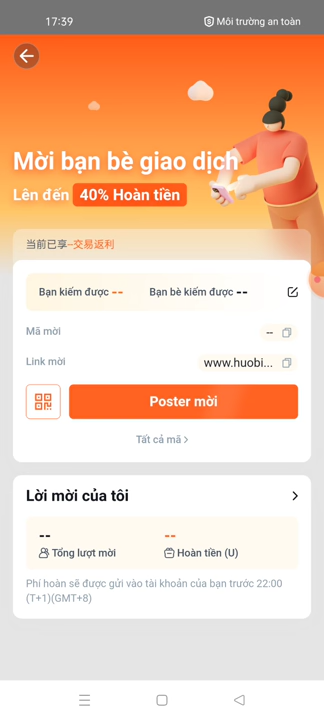 17:39
Môi trường an toàn
Mời bạn bè giao dịch
Lên đến 40% Hoàn tiền
当前已享--交易返利
Bạn kiếm được --
Bạn bè kiếm được --
Mã mời
--
Link mời
www.huobi...
Poster mời
Tất cả mã
Lời mời của tôi
--
--
Tổng lượt mời
Hoàn tiền (U)
Phí hoàn sẽ được gửi vào tài khoản của bạn trước 22:00
(T+1)(GMT+8)